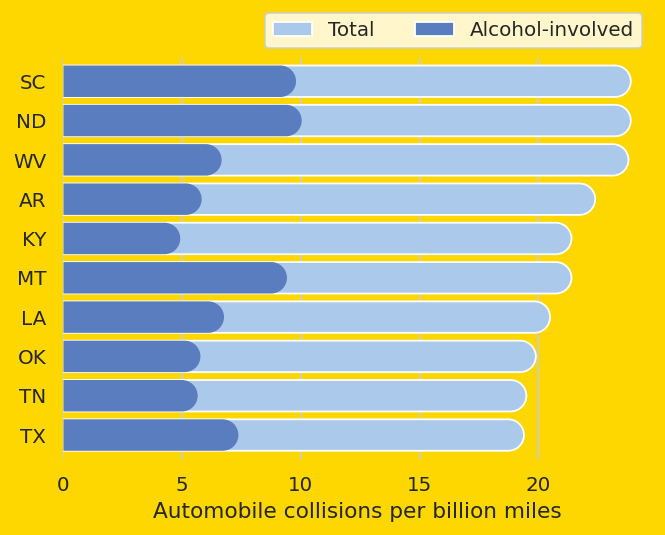 Total Alcohol-involved
SC
ND
WV
AR
KY
MT
LA
OK
TN
TX
0 5 10 15 20
Automobile collisions per billion miles